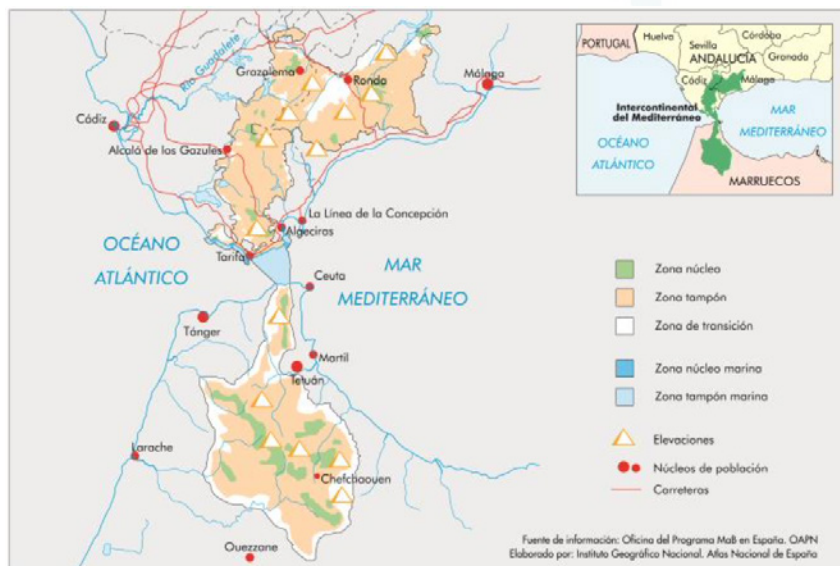 Río Guadalete
Grazalema
Ronda
Málaga
Cádiz
Alcalá de los Gazules
La Línea de la Concepción
Algeciras
Tarifa
OCÉANO
ATLÁNTICO
MAR
MEDITERRÁNEO
Ceuta
Tánger
Martil
Tetuán
Larache
Chefchaouen
Ouezzane
PORTUGAL
Huelva
Sevilla
Córdoba
ANDALUCÍA
Granada
Cádiz
Málaga
Intercontinental
del Mediterráneo
MAR
MEDITERRÁNEO
OCÉANO
ATLÁNTICO
MARRUECOS
Zona núcleo
Zona tampón
Zona de transición
Zona núcleo marina
Zona tampón marina
Elevaciones
Núcleos de población
Carreteras
Fuente de información: Oficina del Programa MaB en España. OAPN
Elaborado por: Instituto Geográfico Nacional. Atlas Nacional de España